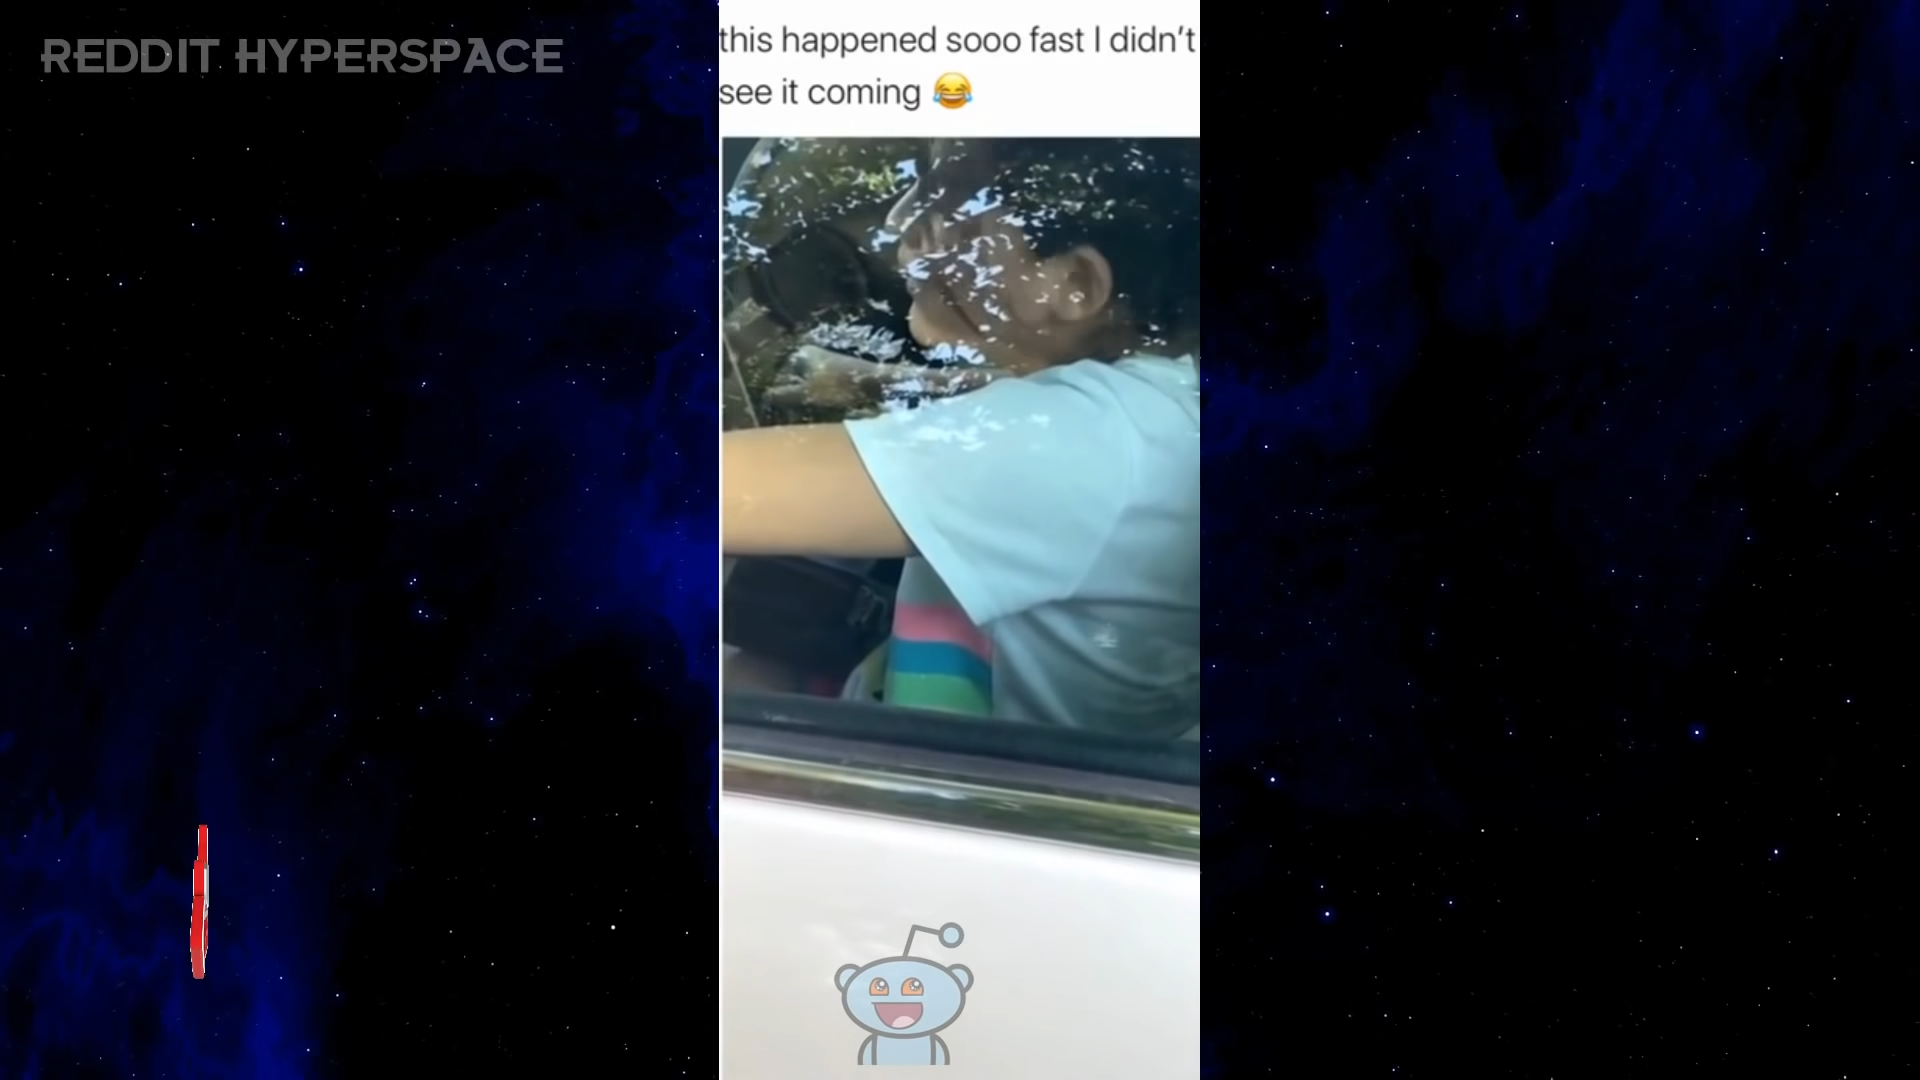 REDDIT HYPERSPACE
this happened sooo fast I didn't
see it coming 😂